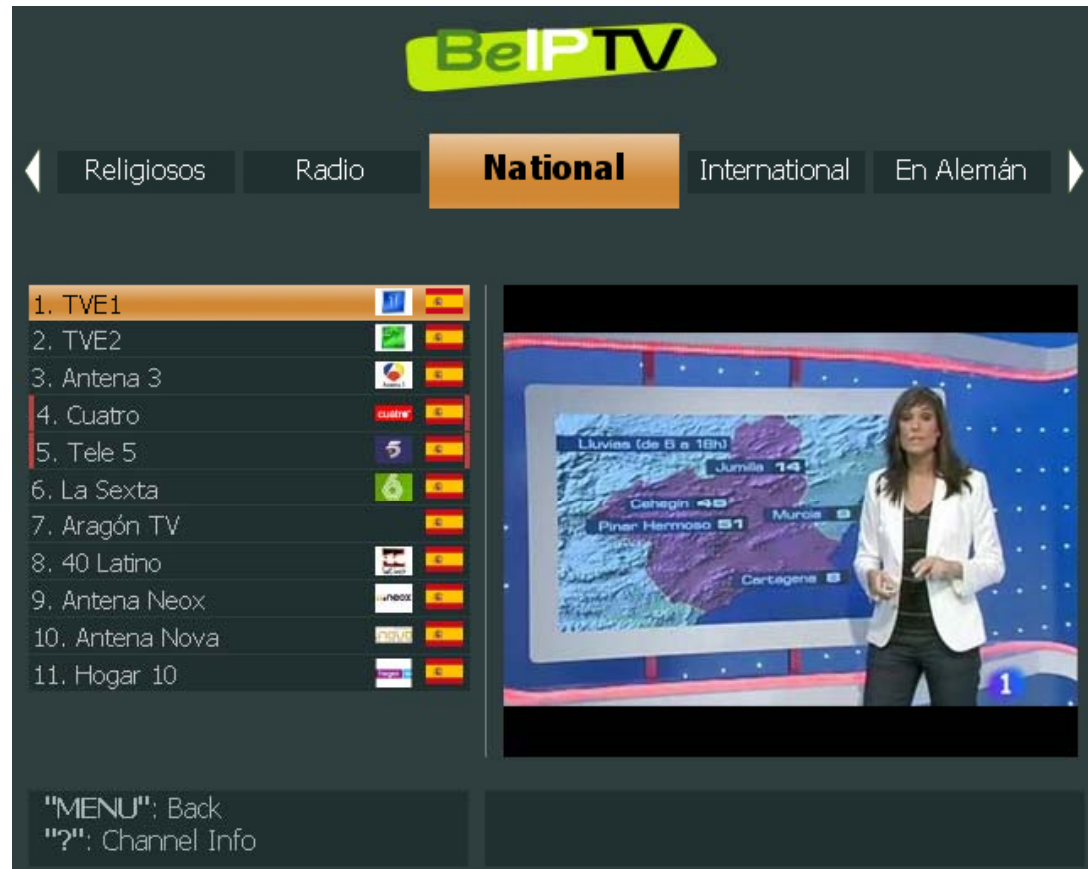 BeIPTV
Religiosos
Radio
National
International
En Alemán
1. TVE1
2. TVE2
3. Antena 3
4. Cuatro
cuatro
5. Tele 5
5
6. La Sexta
6
7. Aragón TV
8. 40 Latino
9. Antena Neox
neox
10. Antena Nova
nova
11. Hogar 10
Lluvias (de 6 a 18h)
Jumilla 14
Cehegín 45
Murcia 9
Pinar Hermoso 51
Cartagena 8
1
"MENU": Back
"?": Channel Info